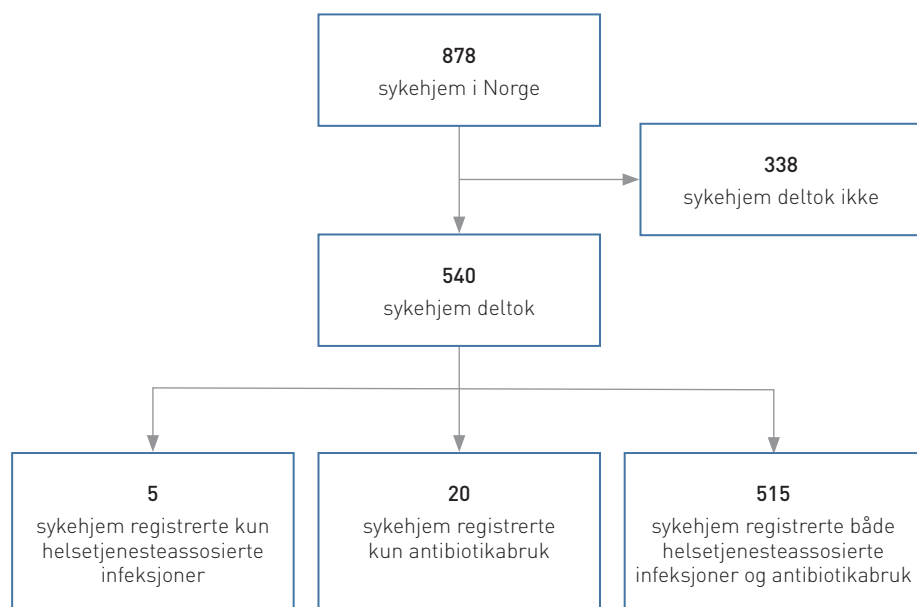 878
sykehjem i Norge
338
sykehjem deltok ikke
540
sykehjem deltok
5
sykehjem registrerte kun
helsetjenesteassosierte
infeksjoner
20
sykehjem registrerte
kun antibiotikabruk
515
sykehjem registrerte både
helsetjenesteassosierte
infeksjoner og antibiotikabruk